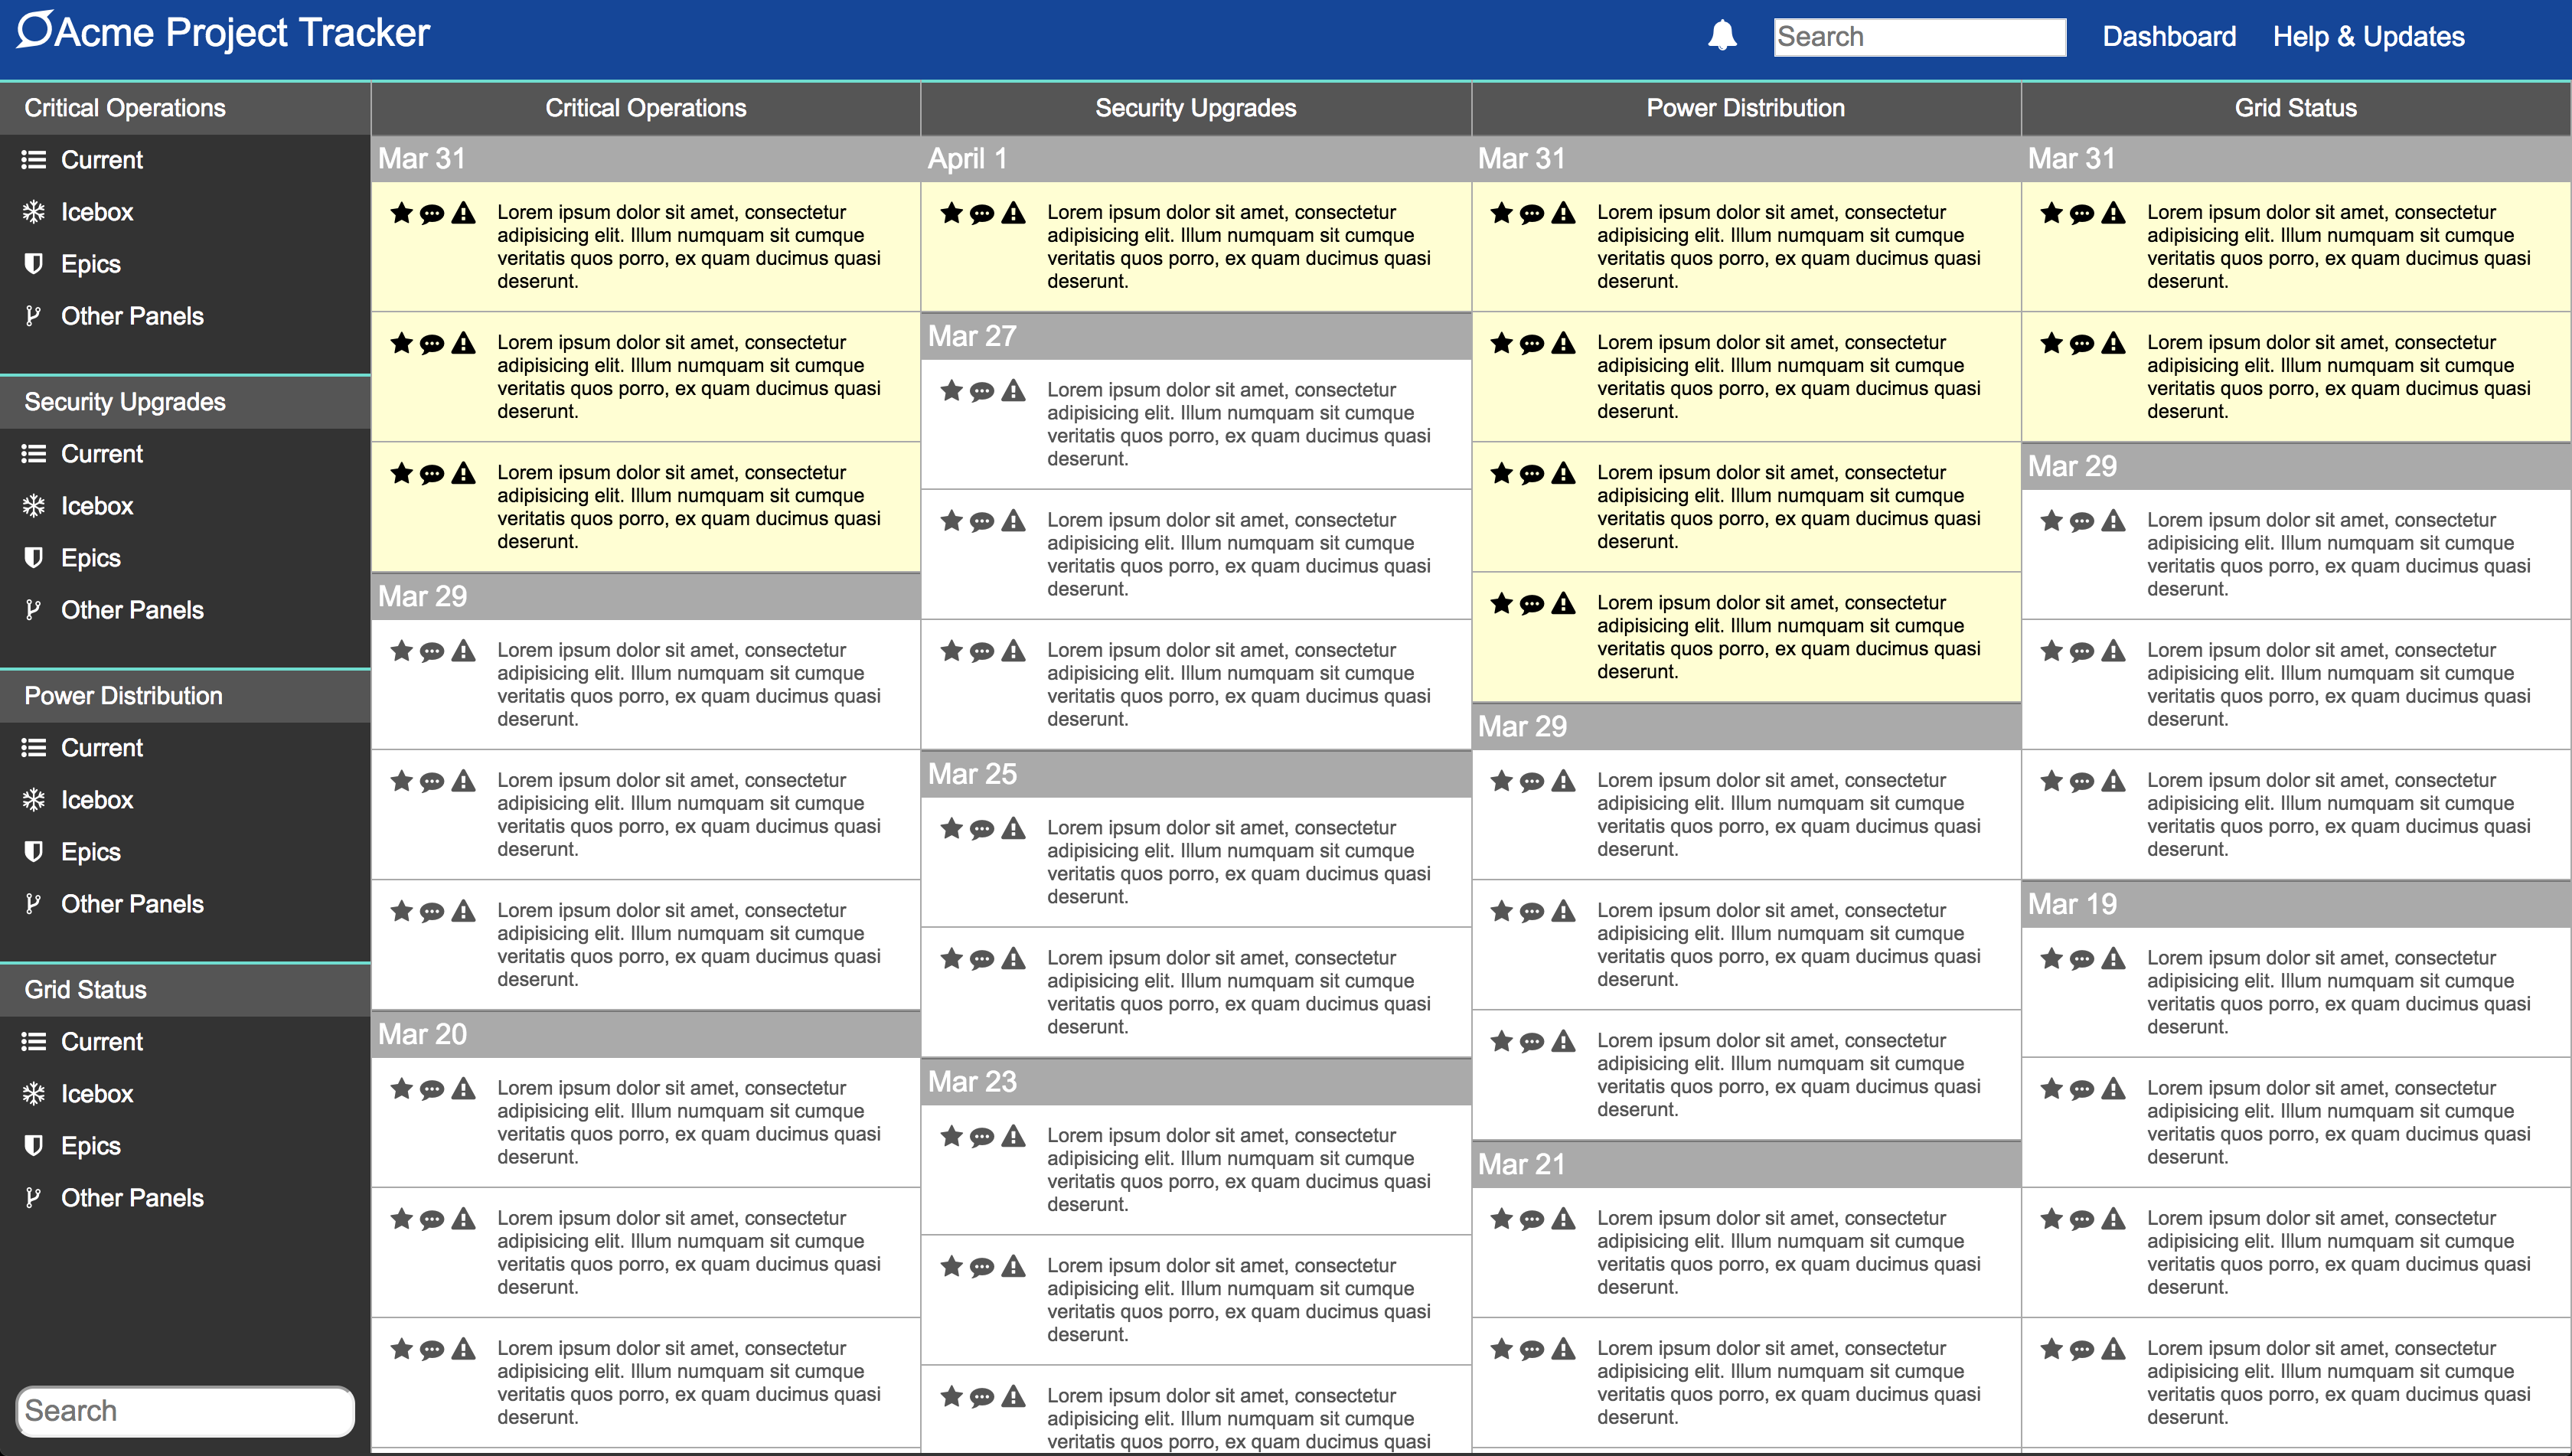 Acme Project Tracker
Search
Dashboard
Help & Updates
Critical Operations
Current
Icebox
Epics
Other Panels
Security Upgrades
Current
Icebox
Epics
Other Panels
Power Distribution
Current
Icebox
Epics
Other Panels
Grid Status
Current
Icebox
Epics
Other Panels
Search
Critical Operations
Mar 31
Lorem ipsum dolor sit amet, consectetur
adipisicing elit. Illum numquam sit cumque
veritatis quos porro, ex quam ducimus quasi
deserunt.
Lorem ipsum dolor sit amet, consectetur
adipisicing elit. Illum numquam sit cumque
veritatis quos porro, ex quam ducimus quasi
deserunt.
Lorem ipsum dolor sit amet, consectetur
adipisicing elit. Illum numquam sit cumque
veritatis quos porro, ex quam ducimus quasi
deserunt.
Mar 29
Lorem ipsum dolor sit amet, consectetur
adipisicing elit. Illum numquam sit cumque
veritatis quos porro, ex quam ducimus quasi
deserunt.
Lorem ipsum dolor sit amet, consectetur
adipisicing elit. Illum numquam sit cumque
veritatis quos porro, ex quam ducimus quasi
deserunt.
Lorem ipsum dolor sit amet, consectetur
adipisicing elit. Illum numquam sit cumque
veritatis quos porro, ex quam ducimus quasi
deserunt.
Mar 20
Lorem ipsum dolor sit amet, consectetur
adipisicing elit. Illum numquam sit cumque
veritatis quos porro, ex quam ducimus quasi
deserunt.
Lorem ipsum dolor sit amet, consectetur
adipisicing elit. Illum numquam sit cumque
veritatis quos porro, ex quam ducimus quasi
deserunt.
Lorem ipsum dolor sit amet, consectetur
adipisicing elit. Illum numquam sit cumque
veritatis quos porro, ex quam ducimus quasi
deserunt.
Security Upgrades
April 1
Lorem ipsum dolor sit amet, consectetur
adipisicing elit. Illum numquam sit cumque
veritatis quos porro, ex quam ducimus quasi
deserunt.
Mar 27
Lorem ipsum dolor sit amet, consectetur
adipisicing elit. Illum numquam sit cumque
veritatis quos porro, ex quam ducimus quasi
deserunt.
Lorem ipsum dolor sit amet, consectetur
adipisicing elit. Illum numquam sit cumque
veritatis quos porro, ex quam ducimus quasi
deserunt.
Lorem ipsum dolor sit amet, consectetur
adipisicing elit. Illum numquam sit cumque
veritatis quos porro, ex quam ducimus quasi
deserunt.
Mar 25
Lorem ipsum dolor sit amet, consectetur
adipisicing elit. Illum numquam sit cumque
veritatis quos porro, ex quam ducimus quasi
deserunt.
Lorem ipsum dolor sit amet, consectetur
adipisicing elit. Illum numquam sit cumque
veritatis quos porro, ex quam ducimus quasi
deserunt.
Mar 23
Lorem ipsum dolor sit amet, consectetur
adipisicing elit. Illum numquam sit cumque
veritatis quos porro, ex quam ducimus quasi
deserunt.
Lorem ipsum dolor sit amet, consectetur
adipisicing elit. Illum numquam sit cumque
veritatis quos porro, ex quam ducimus quasi
deserunt.
Lorem ipsum dolor sit amet, consectetur
adipisicing elit. Illum numquam sit cumque
veritatis quos porro, ex quam ducimus quasi
Power Distribution
Mar 31
Lorem ipsum dolor sit amet, consectetur
adipisicing elit. Illum numquam sit cumque
veritatis quos porro, ex quam ducimus quasi
deserunt.
Lorem ipsum dolor sit amet, consectetur
adipisicing elit. Illum numquam sit cumque
veritatis quos porro, ex quam ducimus quasi
deserunt.
Lorem ipsum dolor sit amet, consectetur
adipisicing elit. Illum numquam sit cumque
veritatis quos porro, ex quam ducimus quasi
deserunt.
Lorem ipsum dolor sit amet, consectetur
adipisicing elit. Illum numquam sit cumque
veritatis quos porro, ex quam ducimus quasi
deserunt.
Mar 29
Lorem ipsum dolor sit amet, consectetur
adipisicing elit. Illum numquam sit cumque
veritatis quos porro, ex quam ducimus quasi
deserunt.
Lorem ipsum dolor sit amet, consectetur
adipisicing elit. Illum numquam sit cumque
veritatis quos porro, ex quam ducimus quasi
deserunt.
Lorem ipsum dolor sit amet, consectetur
adipisicing elit. Illum numquam sit cumque
veritatis quos porro, ex quam ducimus quasi
deserunt.
Mar 21
Lorem ipsum dolor sit amet, consectetur
adipisicing elit. Illum numquam sit cumque
veritatis quos porro, ex quam ducimus quasi
deserunt.
Lorem ipsum dolor sit amet, consectetur
adipisicing elit. Illum numquam sit cumque
veritatis quos porro, ex quam ducimus quasi
deserunt.
Grid Status
Mar 31
Lorem ipsum dolor sit amet, consectetur
adipisicing elit. Illum numquam sit cumque
veritatis quos porro, ex quam ducimus quasi
deserunt.
Lorem ipsum dolor sit amet, consectetur
adipisicing elit. Illum numquam sit cumque
veritatis quos porro, ex quam ducimus quasi
deserunt.
Mar 29
Lorem ipsum dolor sit amet, consectetur
adipisicing elit. Illum numquam sit cumque
veritatis quos porro, ex quam ducimus quasi
deserunt.
Lorem ipsum dolor sit amet, consectetur
adipisicing elit. Illum numquam sit cumque
veritatis quos porro, ex quam ducimus quasi
deserunt.
Lorem ipsum dolor sit amet, consectetur
adipisicing elit. Illum numquam sit cumque
veritatis quos porro, ex quam ducimus quasi
deserunt.
Mar 19
Lorem ipsum dolor sit amet, consectetur
adipisicing elit. Illum numquam sit cumque
veritatis quos porro, ex quam ducimus quasi
deserunt.
Lorem ipsum dolor sit amet, consectetur
adipisicing elit. Illum numquam sit cumque
veritatis quos porro, ex quam ducimus quasi
deserunt.
Lorem ipsum dolor sit amet, consectetur
adipisicing elit. Illum numquam sit cumque
veritatis quos porro, ex quam ducimus quasi
deserunt.
Lorem ipsum dolor sit amet, consectetur
adipisicing elit. Illum numquam sit cumque
veritatis quos porro, ex quam ducimus quasi
deserunt.